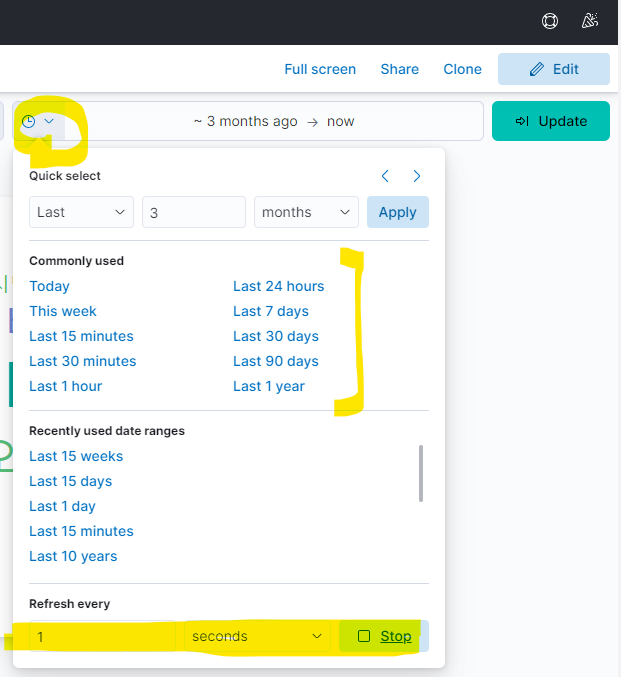 Full screen Share Clone Edit
~ 3 months ago → now Update
Quick select
Last 3 months Apply
Commonly used
Today Last 24 hours
This week Last 7 days
Last 15 minutes Last 30 days
Last 30 minutes Last 90 days
Last 1 hour Last 1 year
Recently used date ranges
Last 15 weeks
Last 15 days
Last 1 day
Last 15 minutes
Last 10 years
Refresh every
1 seconds Stop